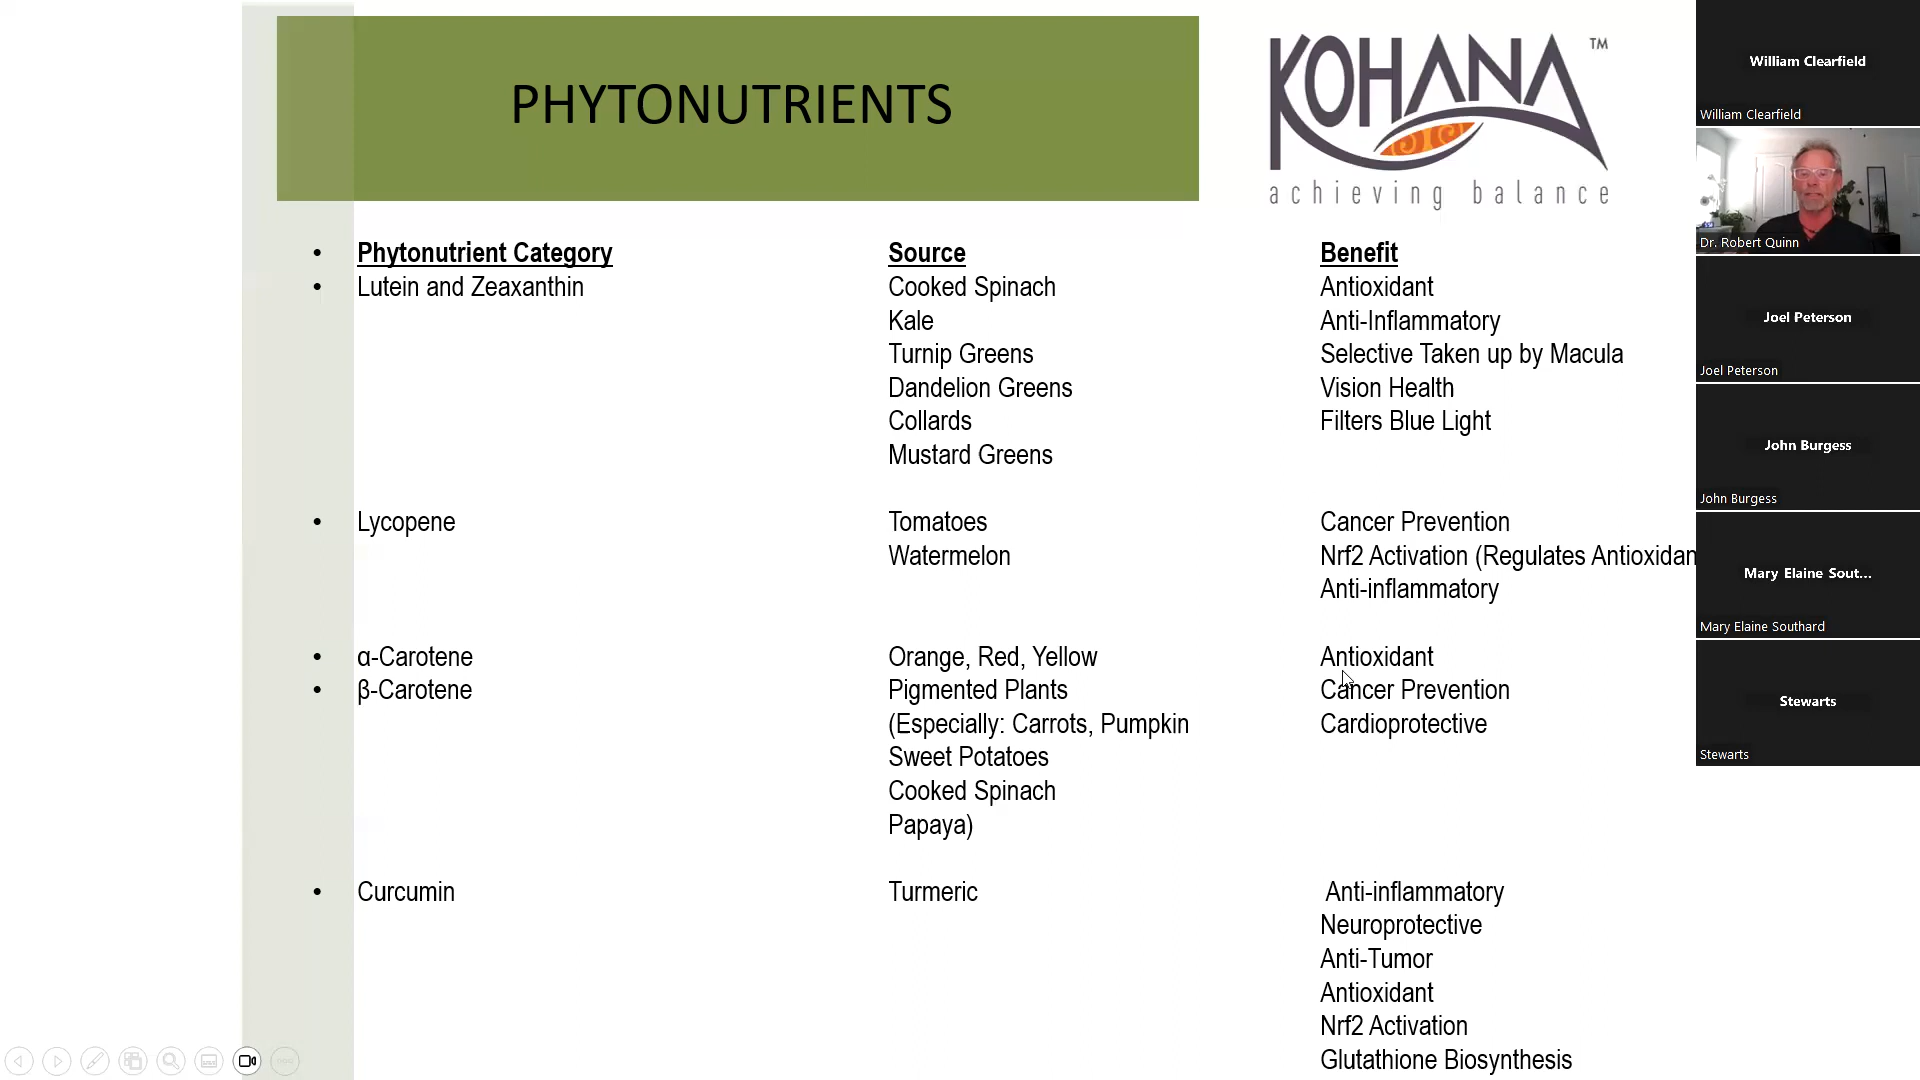 PHYTONUTRIENTS
KOHANA ™
achieving balance
• Phytonutrient Category Source Benefit
• Lutein and Zeaxanthin Cooked Spinach Antioxidant
Kale Anti-Inflammatory
Turnip Greens Selective Taken up by Macula
Dandelion Greens Vision Health
Collards Filters Blue Light
Mustard Greens
• Lycopene Tomatoes Cancer Prevention
Watermelon Nrf2 Activation (Regulates Antioxidan
Anti-inflammatory
• α-Carotene Orange, Red, Yellow Antioxidant
• β-Carotene Pigmented Plants Cancer Prevention
(Especially: Carrots, Pumpkin Cardioprotective
Sweet Potatoes
Cooked Spinach
Papaya)
• Curcumin Turmeric Anti-inflammatory
Neuroprotective
Anti-Tumor
Antioxidant
Nrf2 Activation
Glutathione Biosynthesis
William Clearfield
William Clearfield
Dr. Robert Quinn
Joel Peterson
Joel Peterson
John Burgess
John Burgess
Mary Elaine Sout...
Mary Elaine Southard
Stewarts
Stewarts